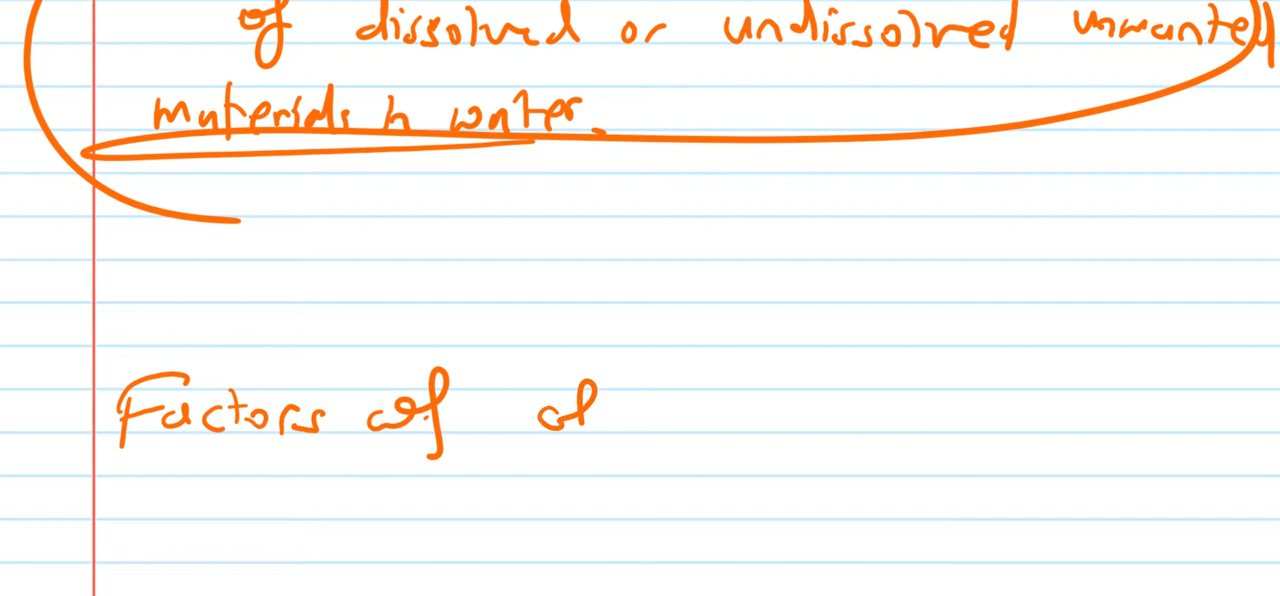 of dissolved or undissolved unwanted
materials in water.
Factors of